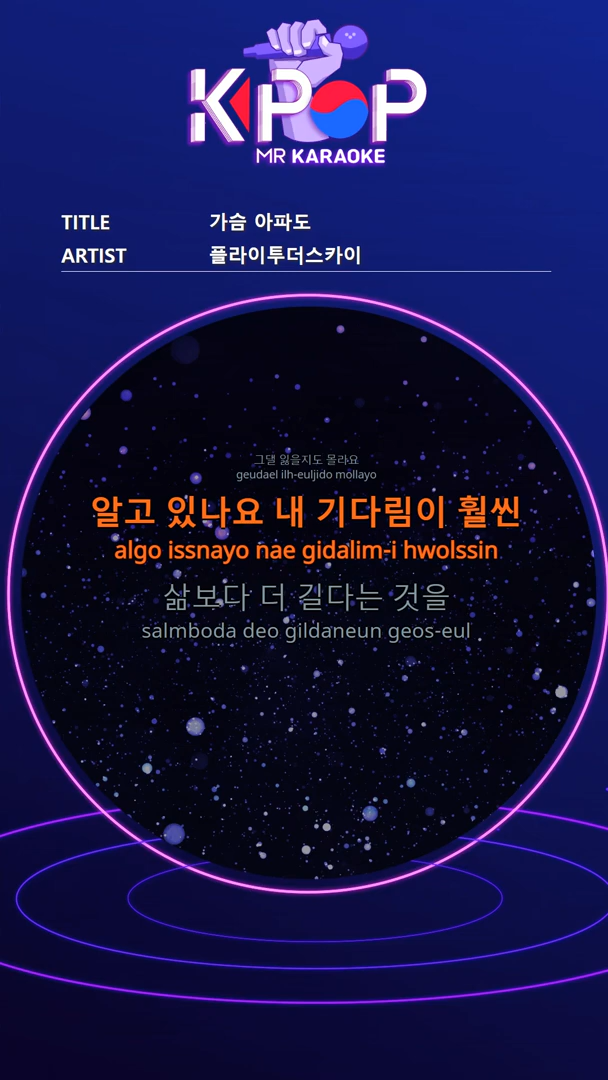 KPOP
MR KARAOKE
TITLE 가슴 아파도
ARTIST 플라이투더스카이
그댈 잃을지도 몰라요
geudael ilh-euljido mollayo
알고 있나요 내 기다림이 훨씬
algo issnayo nae gidalim-i hwolssin
삶보다 더 길다는 것을
salmboda deo gildaneun geos-eul